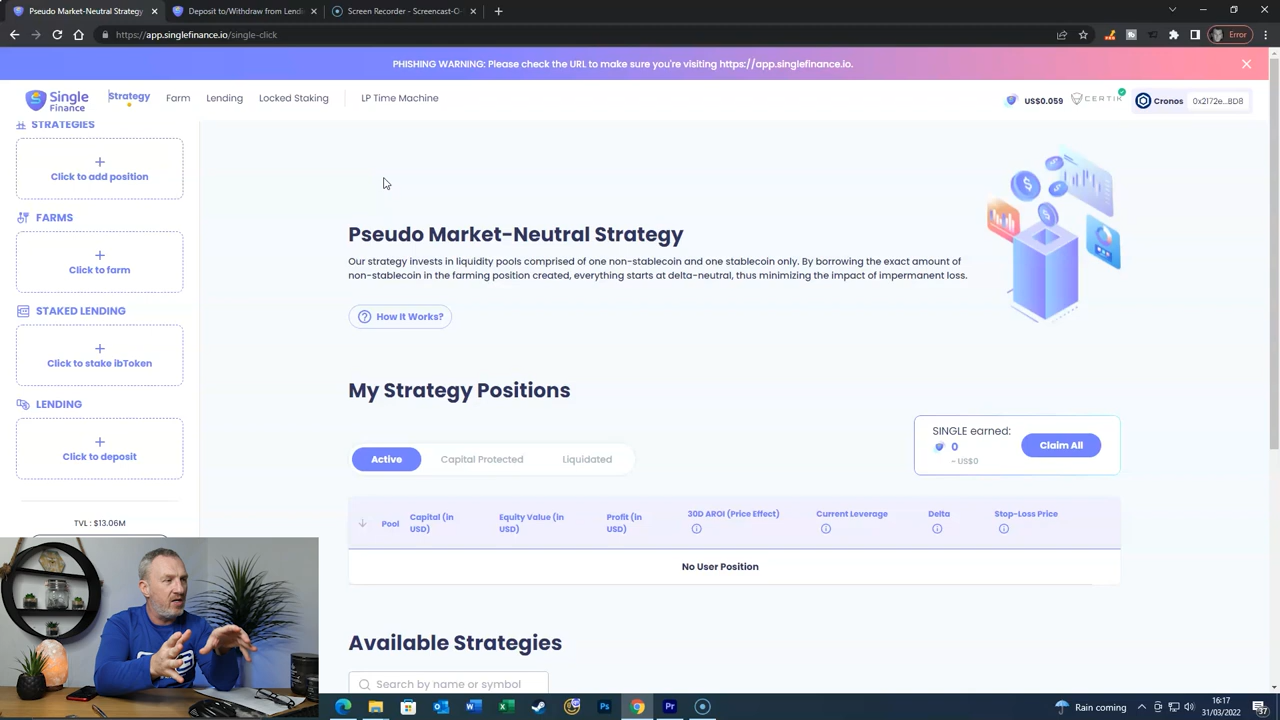 Pseudo Market-Neutral Strategy
Deposit to/Withdraw from Lendi
Screen Recorder - Screencast-O-
https://app.singlefinance.io/single-click
Error
PHISHING WARNING: Please check the URL to make sure you're visiting https://app.singlefinance.io.
Single Finance
Strategy
Farm
Lending
Locked Staking
LP Time Machine
US$0.059
CERTIK
Cronos
0x2172e...8BD8
STRATEGIES
Click to add position
FARMS
Click to farm
STAKED LENDING
Click to stake ibToken
LENDING
Click to deposit
TVL : $13.06M
Pseudo Market-Neutral Strategy
Our strategy invests in liquidity pools comprised of one non-stablecoin and one stablecoin only. By borrowing the exact amount of
non-stablecoin in the farming position created, everything starts at delta-neutral, thus minimizing the impact of impermanent loss.
How It Works?
My Strategy Positions
SINGLE earned:
0
~ US$0
Claim All
Active
Capital Protected
Liquidated
Pool
Capital (in USD)
Equity Value (in USD)
Profit (in USD)
30D AROI (Price Effect)
Current Leverage
Delta
Stop-Loss Price
No User Position
Available Strategies
Search by name or symbol
Rain coming
16:17
31/03/2022